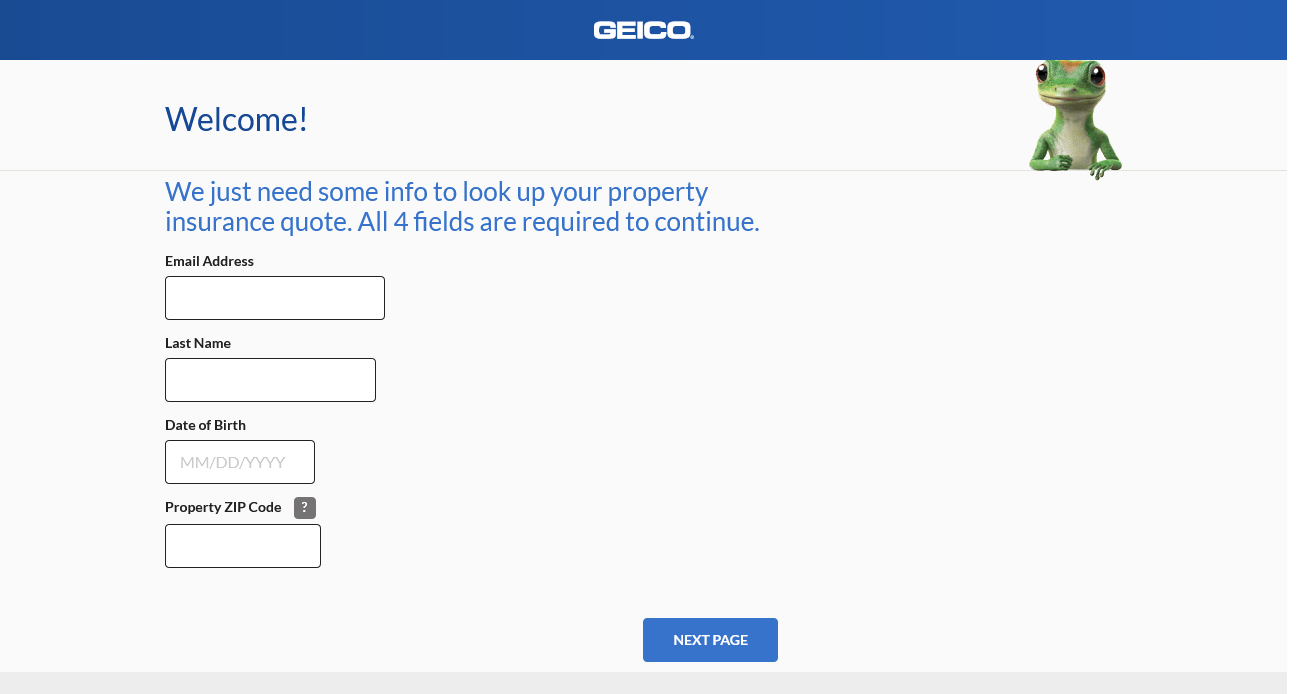 GEICO
Welcome!
We just need some info to look up your property
insurance quote. All 4 fields are required to continue.
Email Address
Last Name
Date of Birth
MM/DD/YYYY
Property ZIP Code ?
NEXT PAGE